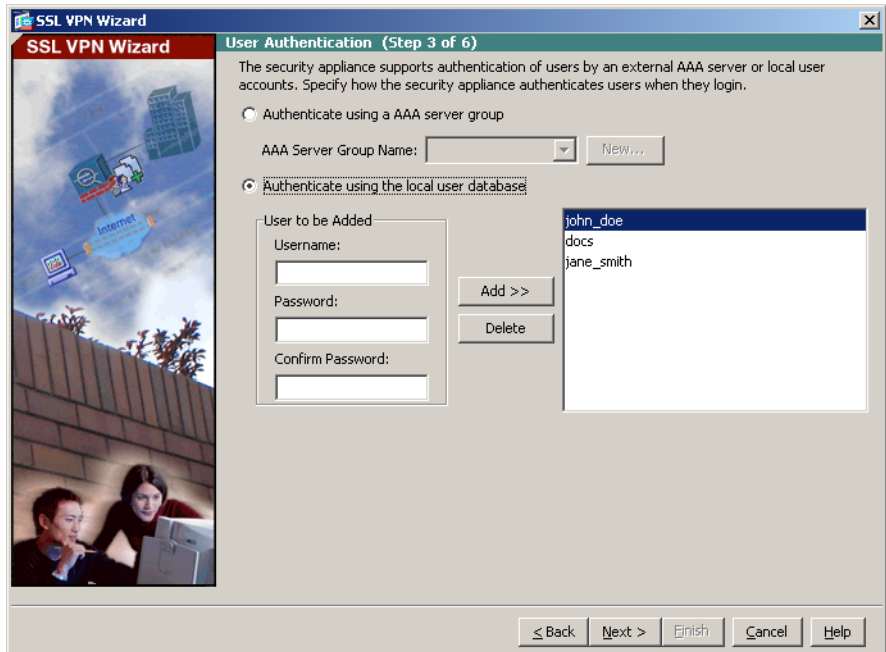 SSL VPN Wizard
SSL VPN Wizard
User Authentication (Step 3 of 6)
The security appliance supports authentication of users by an external AAA server or local user
accounts. Specify how the security appliance authenticates users when they login.
Authenticate using a AAA server group
AAA Server Group Name:
New...
Authenticate using the local user database
User to be Added
Username:
Password:
Confirm Password:
Add >>
Delete
john_doe
docs
jane_smith
Internet
< Back
Next >
Finish
Cancel
Help